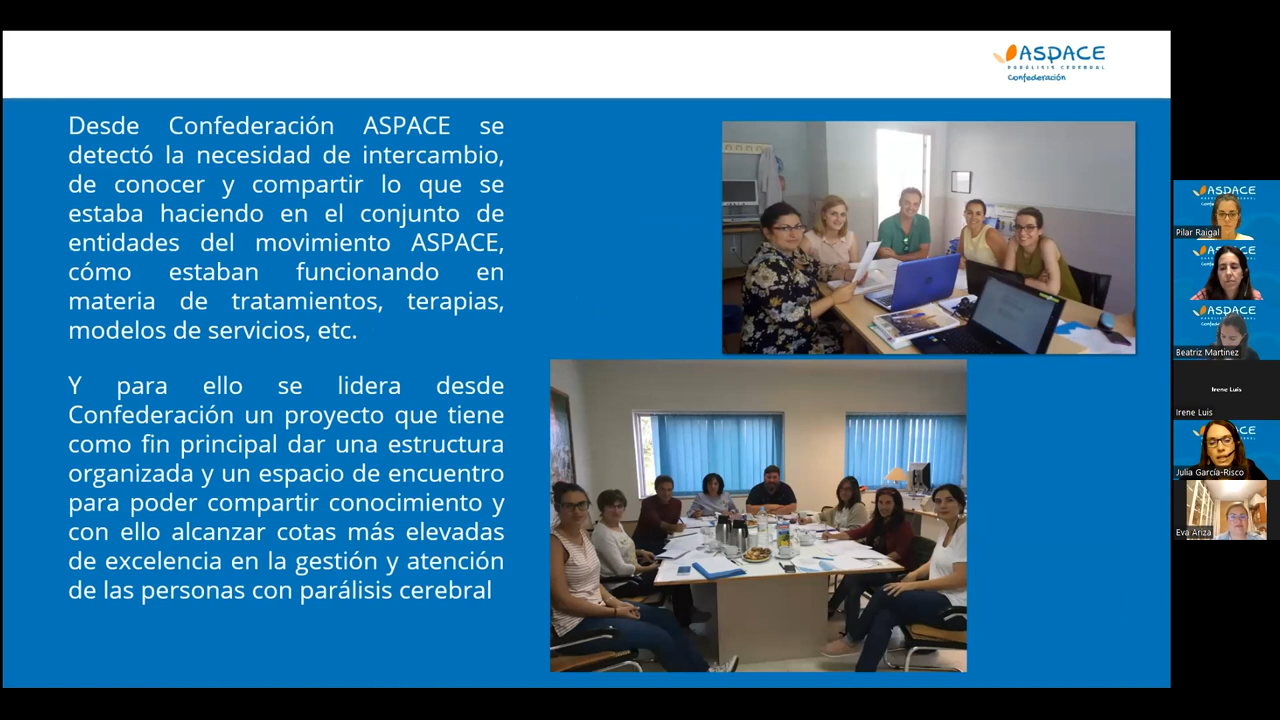 ASPACE
PARÁLISIS CEREBRAL
Confederación
Desde Confederación ASPACE se
detectó la necesidad de intercambio,
de conocer y compartir lo que se
estaba haciendo en el conjunto de
entidades del movimiento ASPACE,
cómo estaban funcionando en
materia de tratamientos, terapias,
modelos de servicios, etc.
Y para ello se lidera desde
Confederación un proyecto que tiene
como fin principal dar una estructura
organizada y un espacio de encuentro
para poder compartir conocimiento y
con ello alcanzar cotas más elevadas
de excelencia en la gestión y atención
de las personas con parálisis cerebral
ASPACE
Pilar Raigal
ASPACE
Beatriz Martinez
Irene Luis
Irene Luis
Julia García-Risco
Eva Ariza